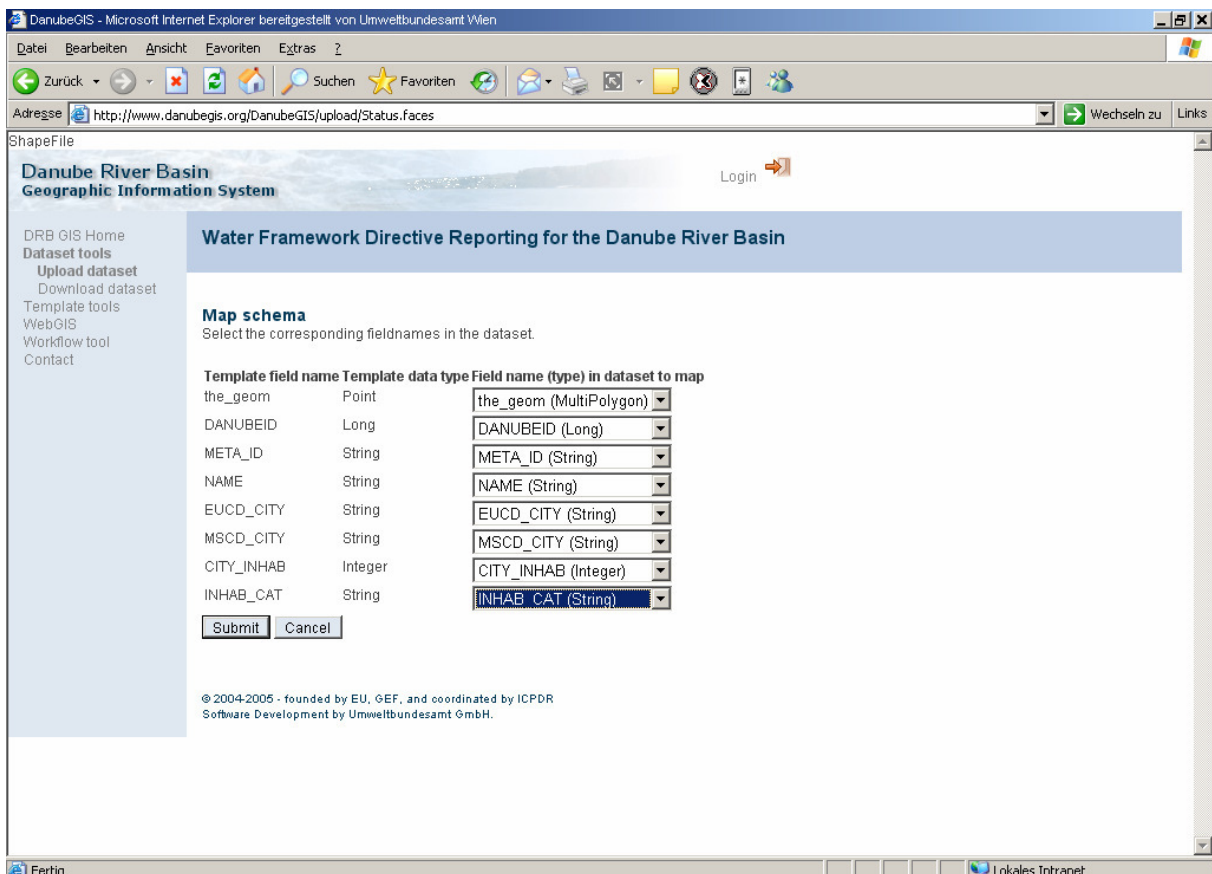 DanubeGIS - Microsoft Internet Explorer bereitgestellt von Umweltbundesamt Wien
Datei Bearbeiten Ansicht Favoriten Extras ?
Zurück Suchen Favoriten
Adresse http://www.danubegis.org/DanubeGIS/upload/Status.faces Wechseln zu Links
ShapeFile
Danube River Basin
Geographic Information System
Login
DRB GIS Home
Dataset tools
Upload dataset
Download dataset
Template tools
WebGIS
Workflow tool
Contact
Water Framework Directive Reporting for the Danube River Basin
Map schema
Select the corresponding fieldnames in the dataset.
Template field name Template data type Field name (type) in dataset to map
the_geom Point the_geom (MultiPolygon)
DANUBEID Long DANUBEID (Long)
META_ID String META_ID (String)
NAME String NAME (String)
EUCD_CITY String EUCD_CITY (String)
MSCD_CITY String MSCD_CITY (String)
CITY_INHAB Integer CITY_INHAB (Integer)
INHAB_CAT String INHAB_CAT (String)
Submit Cancel
© 2004-2005 - founded by EU, GEF, and coordinated by ICPDR
Software Development by Umweltbundesamt GmbH.
Fertig Lokales Intranet